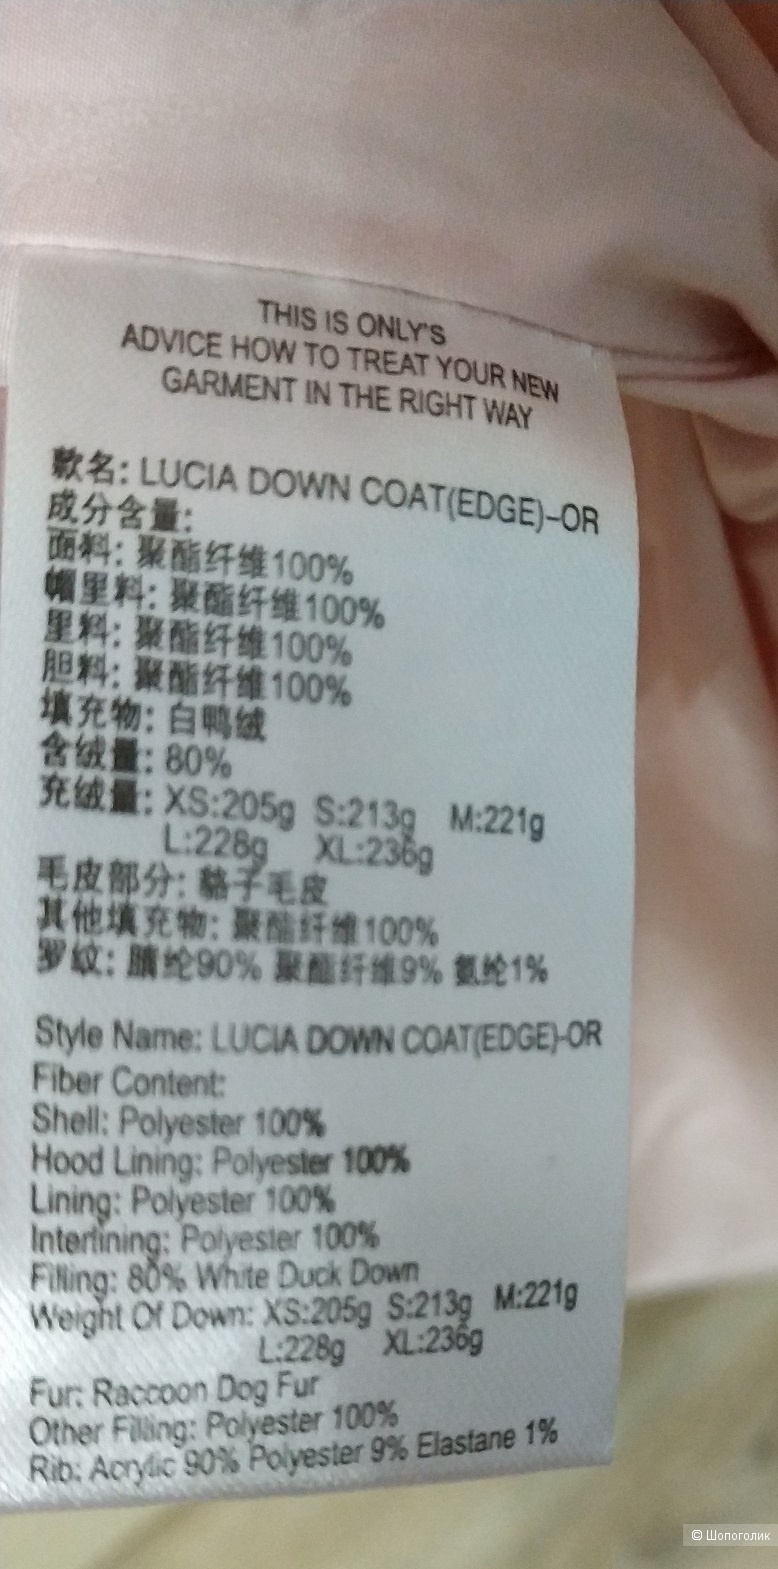 THIS IS ONLY'S
ADVICE HOW TO TREAT YOUR NEW
GARMENT IN THE RIGHT WAY
款名: LUCIA DOWN COAT(EDGE)-OR
成分含量:
面料: 聚酯纤维100%
帽里料: 聚酯纤维100%
里料: 聚酯纤维100%
胆料: 聚酯纤维100%
填充物: 白鸭绒
含绒量: 80%
充绒量: XS:205g S:213g M:221g
L:228g XL:236g
毛皮部分: 貉子毛皮
其他填充物: 聚酯纤维100%
罗纹: 腈纶90% 聚酯纤维9% 氨纶1%
Style Name: LUCIA DOWN COAT(EDGE)-OR
Fiber Content:
Shell: Polyester 100%
Hood Lining: Polyester 100%
Lining: Polyester 100%
Interlining: Polyester 100%
Filling: 80% White Duck Down
Weight Of Down: XS:205g S:213g M:221g
L:228g XL:236g
Fur: Raccoon Dog Fur
Other Filling: Polyester 100%
Rib: Acrylic 90% Polyester 9% Elastane 1%
© Шопоголик